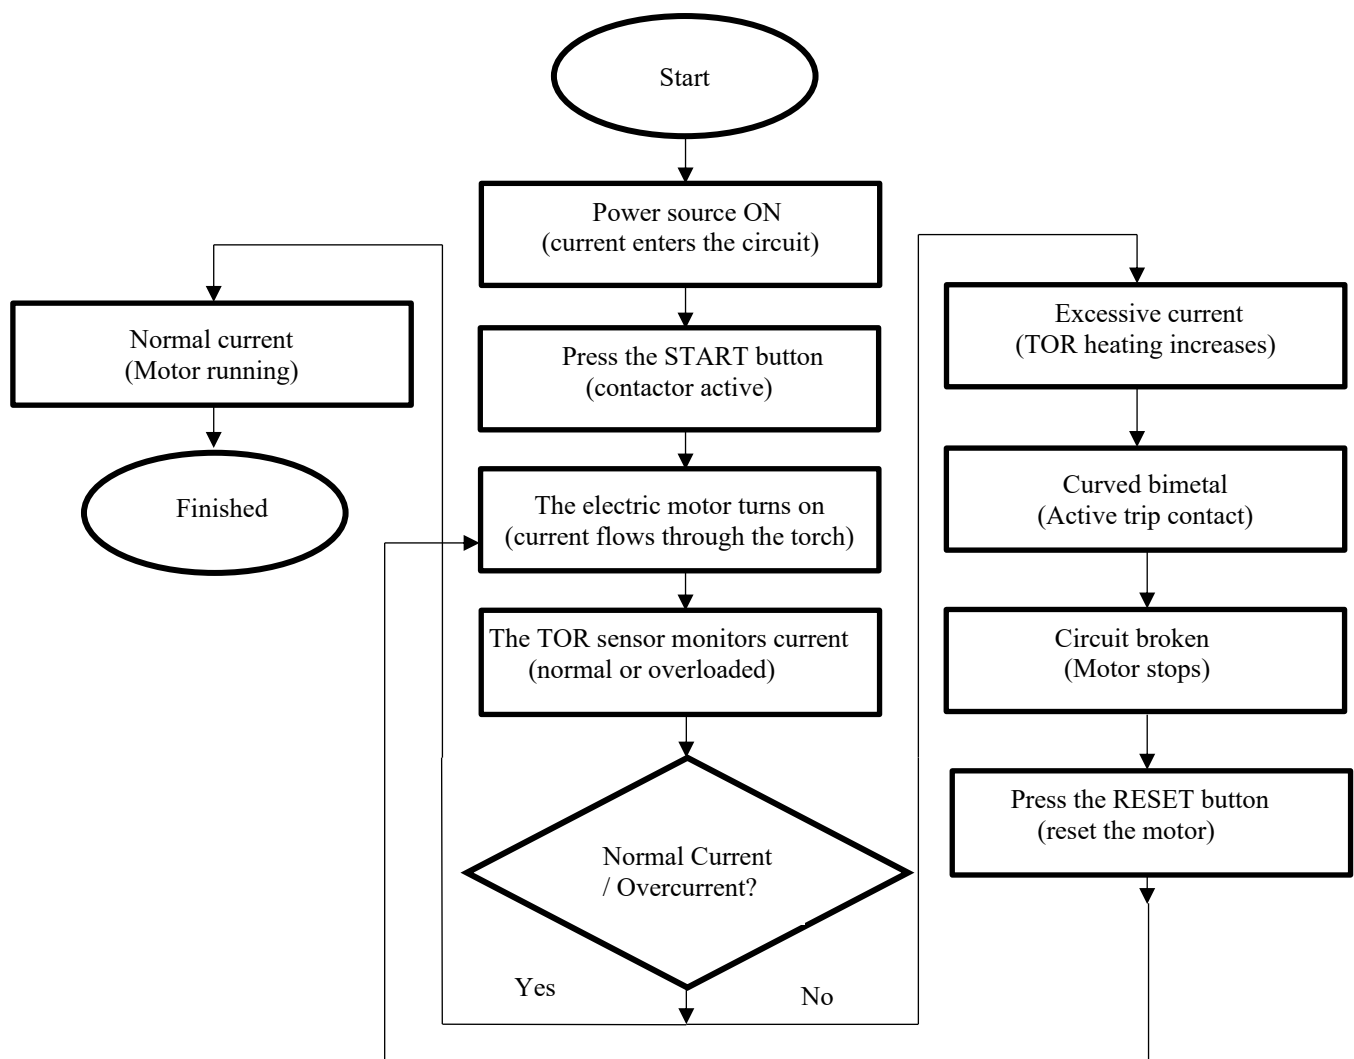 Start
Power source ON
(current enters the circuit)
Press the START button
(contactor active)
The electric motor turns on
(current flows through the torch)
The TOR sensor monitors current
(normal or overloaded)
Normal Current
/ Overcurrent?
Yes
No
Normal current
(Motor running)
Finished
Excessive current
(TOR heating increases)
Curved bimetal
(Active trip contact)
Circuit broken
(Motor stops)
Press the RESET button
(reset the motor)